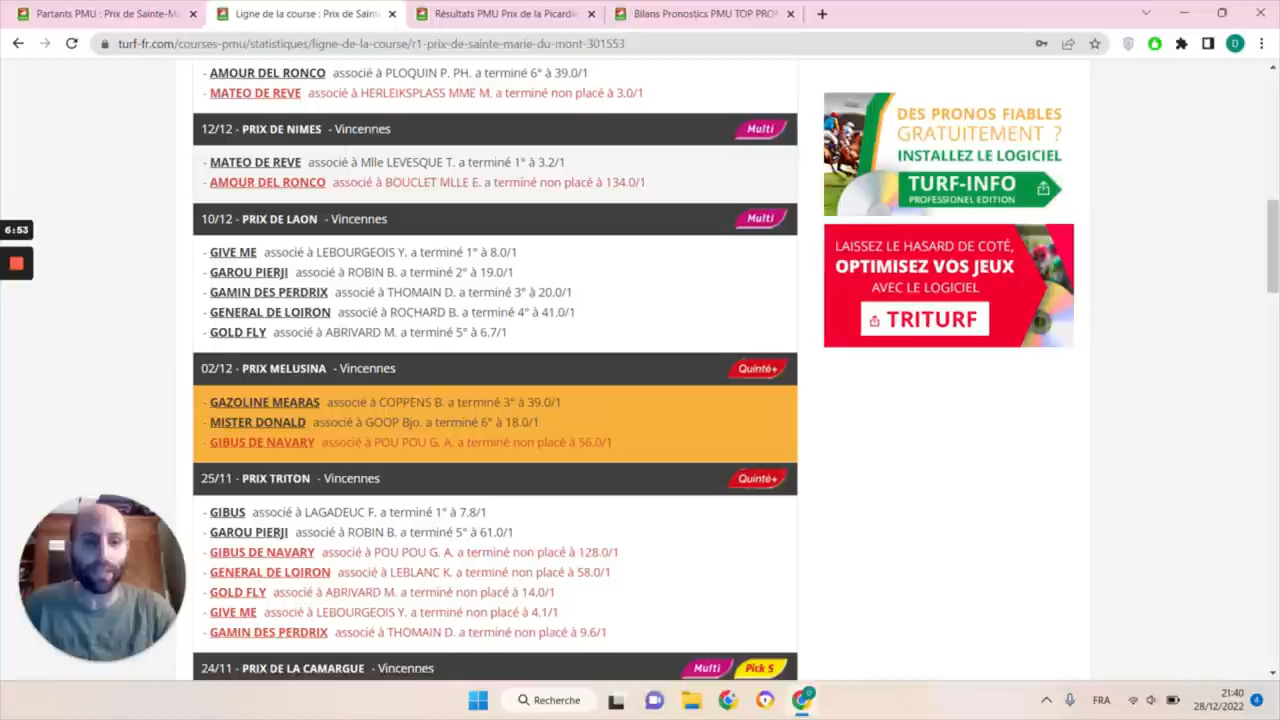 Partants PMU : Prix de Sainte-Ma
Ligne de la course : Prix de Saint
Résultats PMU Prix de la Picardie
Bilans Pronostics PMU TOP PRO
turf-fr.com/courses-pmu/statistiques/ligne-de-la-course/r1-prix-de-sainte-marie-du-mont-301553
D
- AMOUR DEL RONCO associé à PLOQUIN P. PH. a terminé 6° à 39.0/1
- MATEO DE REVE associé à HERLEIKSPLASS MME M. a terminé non placé à 3.0/1
12/12 - PRIX DE NIMES - Vincennes Multi
- MATEO DE REVE associé à Mlle LEVESQUE T. a terminé 1° à 3.2/1
- AMOUR DEL RONCO associé à BOUCLET MLLE E. a terminé non placé à 134.0/1
10/12 - PRIX DE LAON - Vincennes Multi
- GIVE ME associé à LEBOURGEOIS Y. a terminé 1° à 8.0/1
- GAROU PIERJI associé à ROBIN B. a terminé 2° à 19.0/1
- GAMIN DES PERDRIX associé à THOMAIN D. a terminé 3° à 20.0/1
- GENERAL DE LOIRON associé à ROCHARD B. a terminé 4° à 41.0/1
- GOLD FLY associé à ABRIVARD M. a terminé 5° à 6.7/1
02/12 - PRIX MELUSINA - Vincennes Quinté+
- GAZOLINE MEARAS associé à COPPENS B. a terminé 3° à 39.0/1
- MISTER DONALD associé à GOOP Bjo. a terminé 6° à 18.0/1
- GIBUS DE NAVARY associé à POU POU G. A. a terminé non placé à 56.0/1
25/11 - PRIX TRITON - Vincennes Quinté+
- GIBUS associé à LAGADEUC F. a terminé 1° à 7.8/1
- GAROU PIERJI associé à ROBIN B. a terminé 5° à 61.0/1
- GIBUS DE NAVARY associé à POU POU G. A. a terminé non placé à 128.0/1
- GENERAL DE LOIRON associé à LEBLANC K. a terminé non placé à 58.0/1
- GOLD FLY associé à ABRIVARD M. a terminé non placé à 14.0/1
- GIVE ME associé à LEBOURGEOIS Y. a terminé non placé à 4.1/1
- GAMIN DES PERDRIX associé à THOMAIN D. a terminé non placé à 9.6/1
24/11 - PRIX DE LA CAMARGUE - Vincennes Multi Pick 5
DES PRONOS FIABLES
GRATUITEMENT ?
INSTALLEZ LE LOGICIEL
TURF-INFO
PROFESSIONEL EDITION
LAISSEZ LE HASARD DE COTÉ,
OPTIMISEZ VOS JEUX
AVEC LE LOGICIEL
TRITURF
6:53
Recherche
FRA
21:40
28/12/2022
4